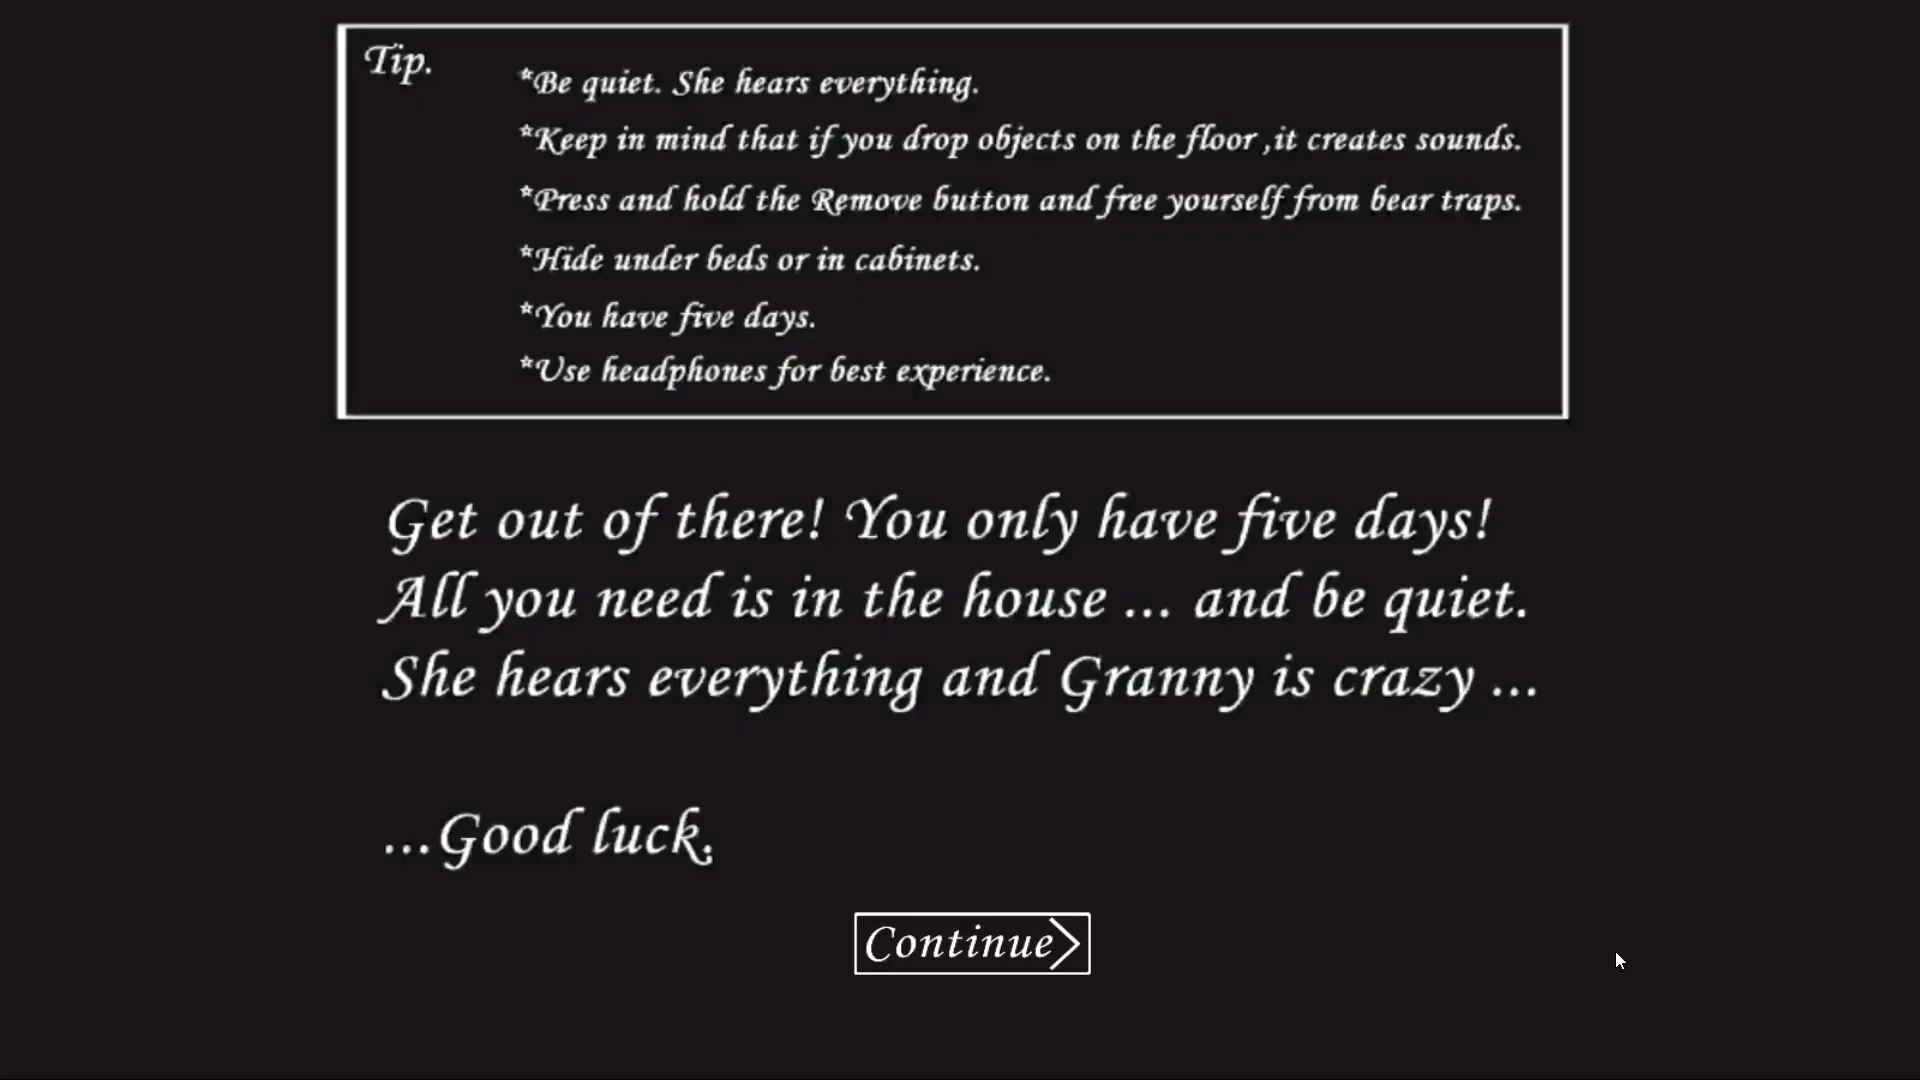 Tip.
*Be quiet. She hears everything.
*Keep in mind that if you drop objects on the floor ,it creates sounds.
*Press and hold the Remove button and free yourself from bear traps.
*Hide under beds or in cabinets.
*You have five days.
*Use headphones for best experience.
Get out of there! You only have five days!
All you need is in the house ... and be quiet.
She hears everything and Granny is crazy ...
...Good luck.
Continue